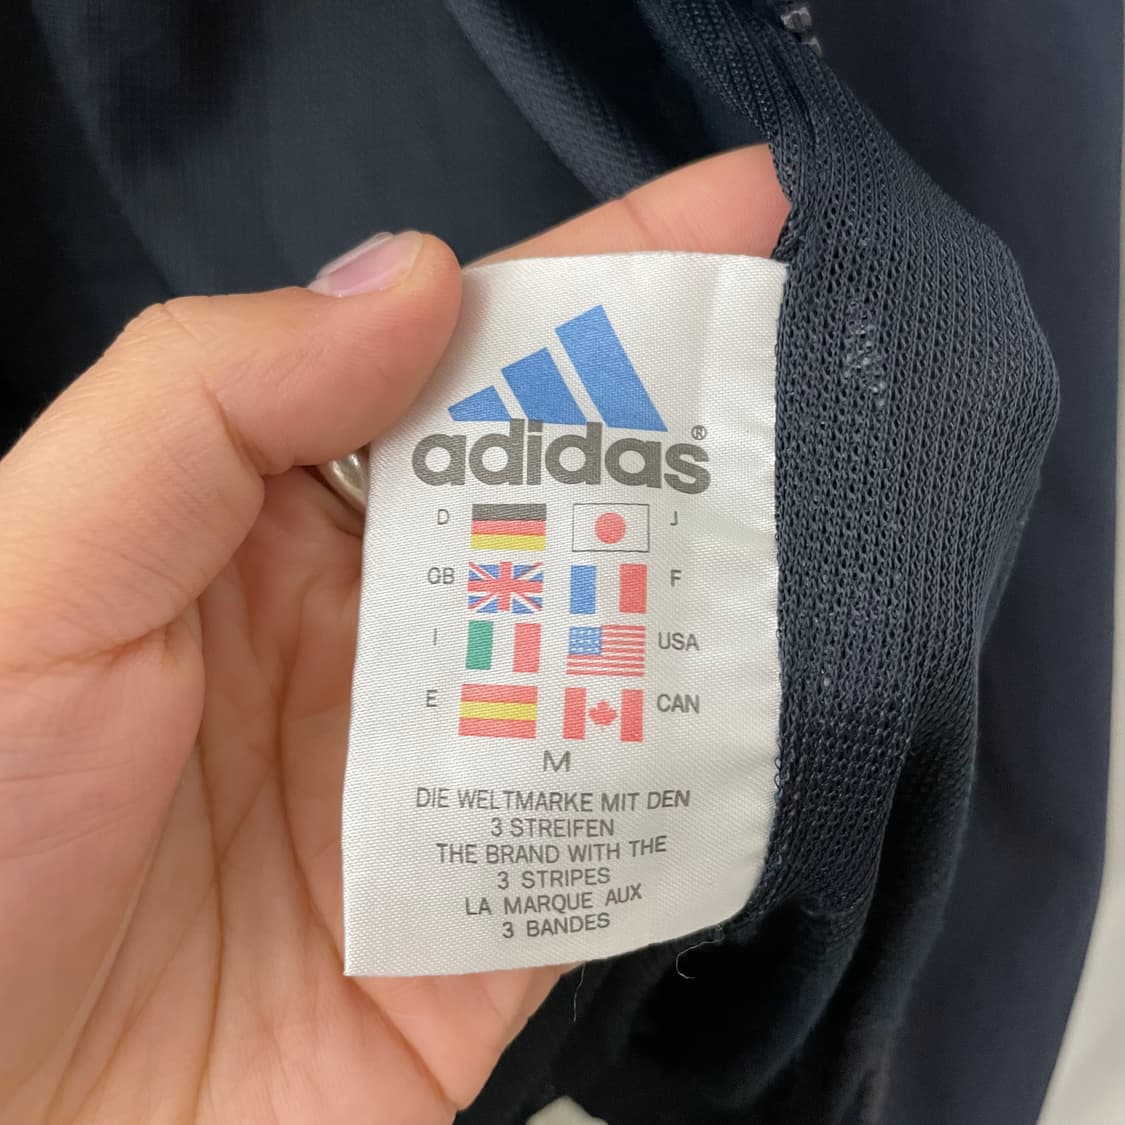 adidas®
D J
GB F
I USA
E CAN
M
DIE WELTMARKE MIT DEN
3 STREIFEN
THE BRAND WITH THE
3 STRIPES
LA MARQUE AUX
3 BANDES